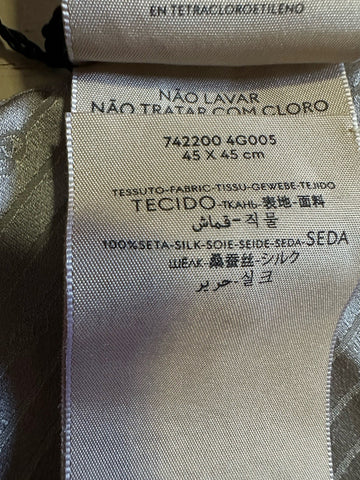 EN TETRACLOROETILENO
NÃO LAVAR
NÃO TRATAR COM CLORO
742200 4G005
45 X 45 cm
TESSUTO-FABRIC-TISSU-GEWEBE-TEJIDO
TECIDO-ТКАНЬ-表地-面料
직물-قماش
100%SETA-SILK-SOIE-SEIDE-SEDA-SEDA
ШЕЛК-桑蚕丝-シルク
실크-حرير